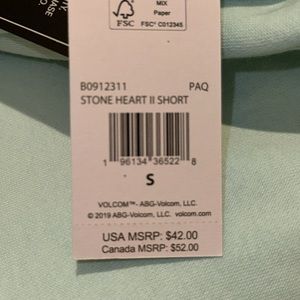 MIX
Paper
FSC
FSC® C012345
B0912311 PAQ
STONE HEART II SHORT
1 96134 36522 8
S
VOLCOM™- ABG-Volcom, LLC.
© 2019 ABG-Volcom, LLC. volcom.com
USA MSRP: $42.00
Canada MSRP: $52.00